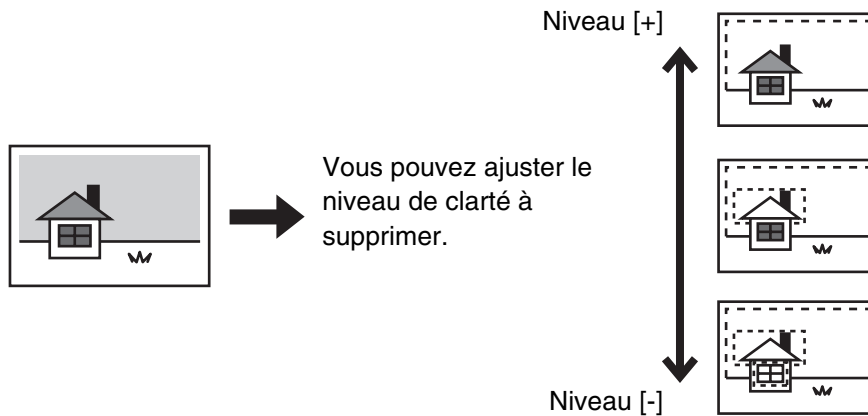 Niveau [+]
Vous pouvez ajuster le
niveau de clarté à
supprimer.
Niveau [-]